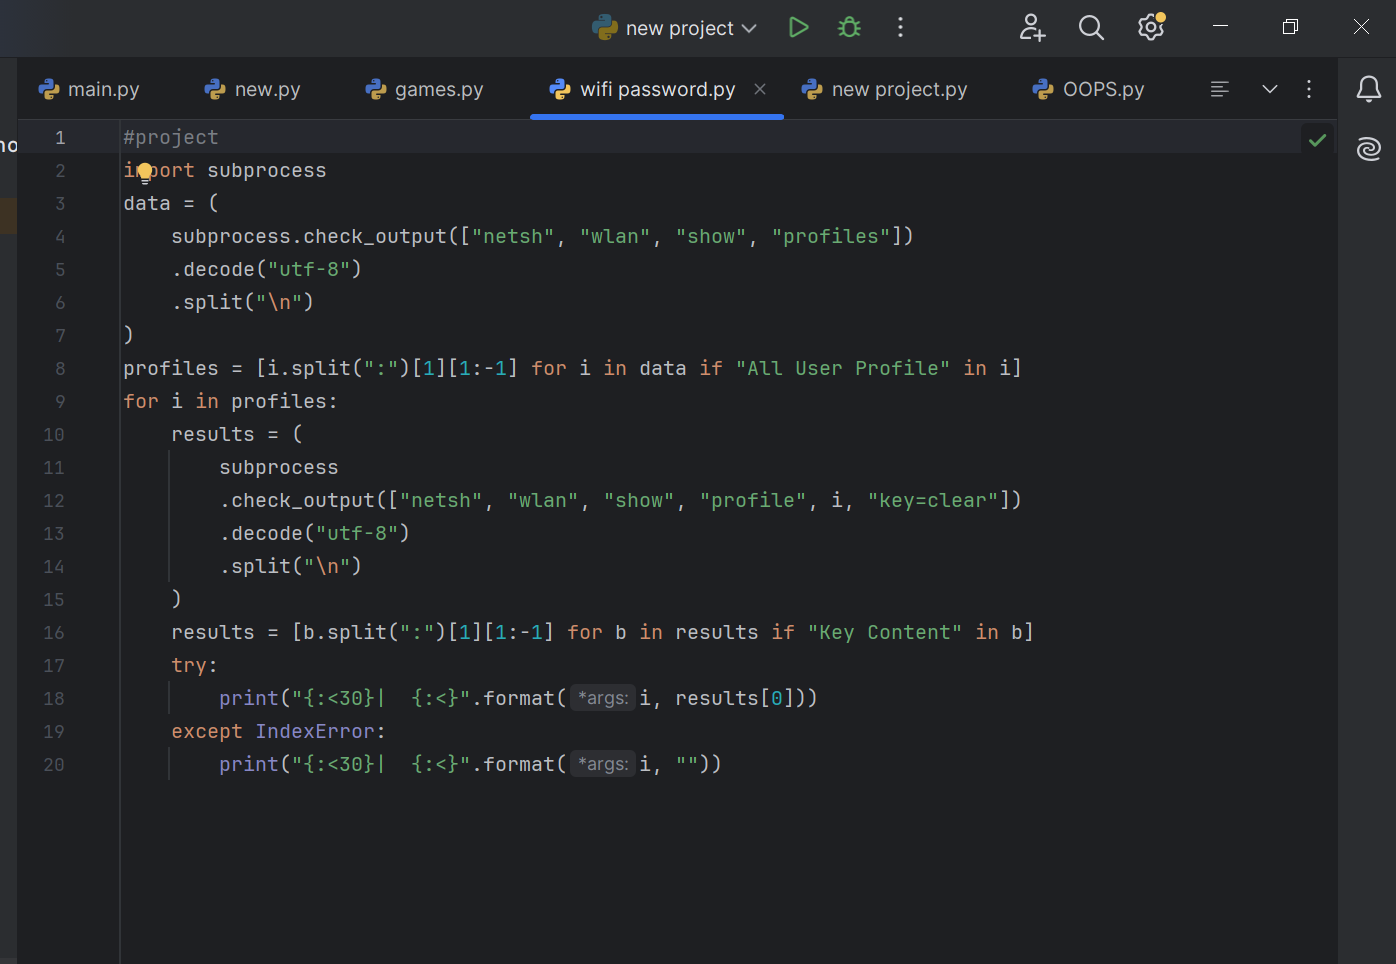 new project
main.py
new.py
games.py
wifi password.py
new project.py
OOPS.py
1 #project
2 import subprocess
3 data = (
4     subprocess.check_output(["netsh", "wlan", "show", "profiles"])
5     .decode("utf-8")
6     .split("\n")
7 )
8 profiles = [i.split(":")[1][1:-1] for i in data if "All User Profile" in i]
9 for i in profiles:
10     results = (
11         subprocess
12         .check_output(["netsh", "wlan", "show", "profile", i, "key=clear"])
13         .decode("utf-8")
14         .split("\n")
15     )
16     results = [b.split(":")[1][1:-1] for b in results if "Key Content" in b]
17     try:
18         print("{:<30}|  {:<}".format( *args: i, results[0]))
19     except IndexError:
20         print("{:<30}|  {:<}".format( *args: i, ""))